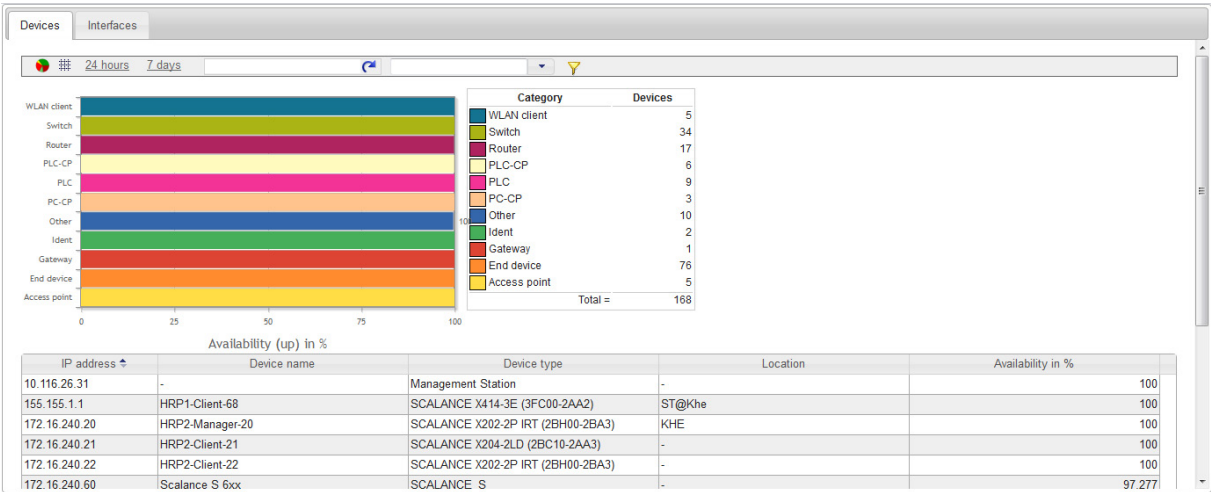 Devices Interfaces
24 hours 7 days
WLAN client
Switch
Router
PLC-CP
PLC
PC-CP
Other
Ident
Gateway
End device
Access point
0 25 50 75 100
Availability (up) in %
Category Devices
WLAN client 5
Switch 34
Router 17
PLC-CP 6
PLC 9
PC-CP 3
Other 10
Ident 2
Gateway 1
End device 76
Access point 5
Total = 168
IP address Device name Device type Location Availability in %
10.116.26.31 - Management Station - 100
155.155.1.1 HRP1-Client-68 SCALANCE X414-3E (3FC00-2AA2) ST@Khe 100
172.16.240.20 HRP2-Manager-20 SCALANCE X202-2P IRT (2BH00-2BA3) KHE 100
172.16.240.21 HRP2-Client-21 SCALANCE X204-2LD (2BC10-2AA3) - 100
172.16.240.22 HRP2-Client-22 SCALANCE X202-2P IRT (2BH00-2BA3) - 100
172.16.240.60 Scalance S 6xx SCALANCE S - 97.277